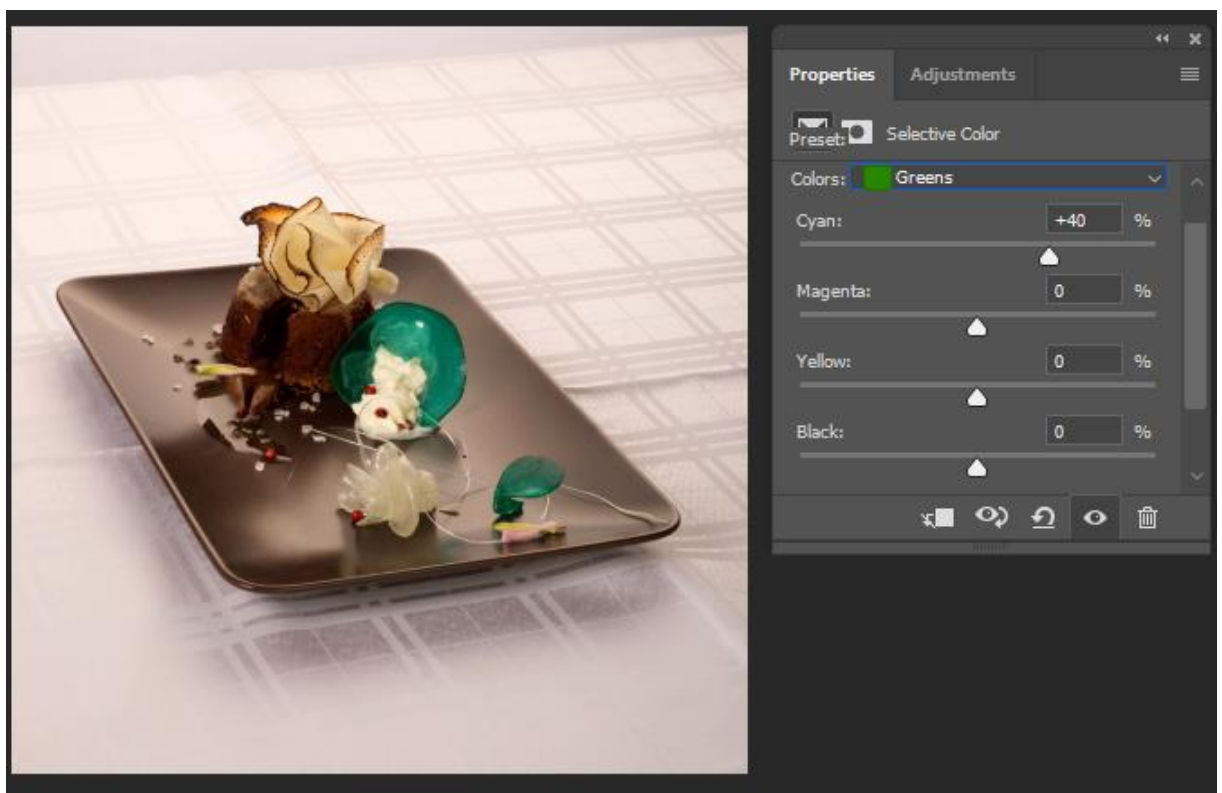 Properties Adjustments
Preset: Selective Color
Colors: Greens
Cyan: +40 %
Magenta: 0 %
Yellow: 0 %
Black: 0 %